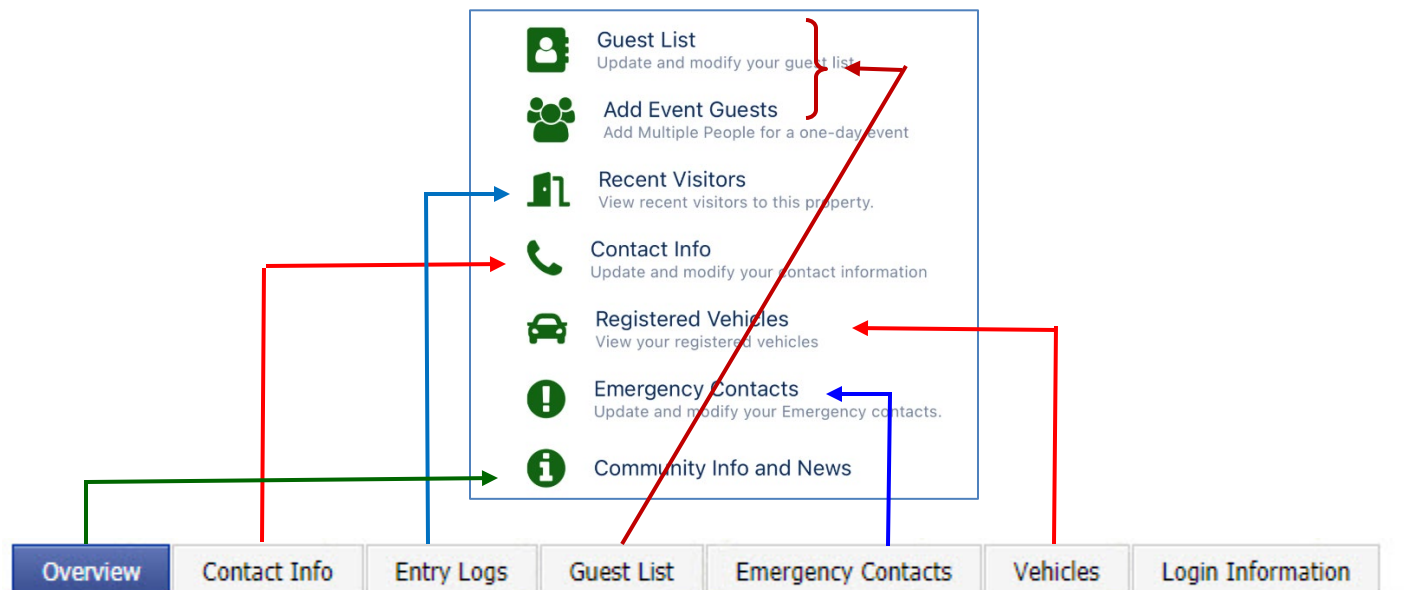 Guest List
Update and modify your guest list
Add Event Guests
Add Multiple People for a one-day event
Recent Visitors
View recent visitors to this property.
Contact Info
Update and modify your contact information
Registered Vehicles
View your registered vehicles
Emergency Contacts
Update and modify your Emergency contacts.
Community Info and News
Overview Contact Info Entry Logs Guest List Emergency Contacts Vehicles Login Information